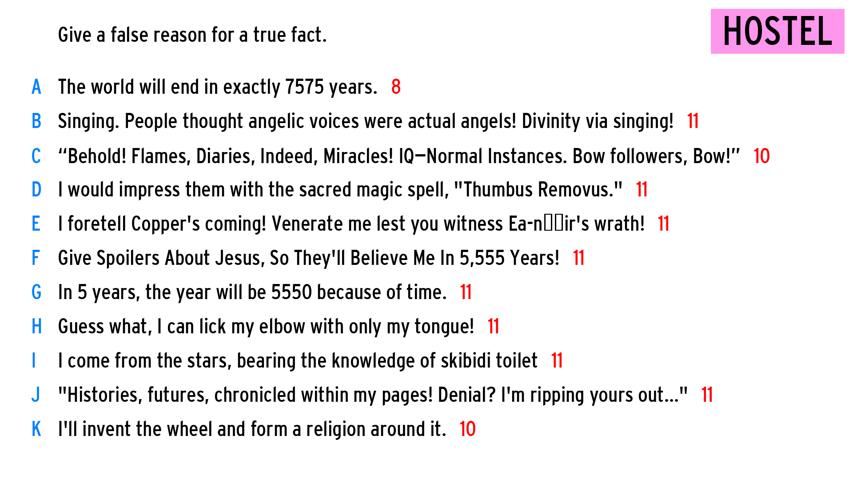 Give a false reason for a true fact.
HOSTEL
A The world will end in exactly 7575 years. 8
B Singing. People thought angelic voices were actual angels! Divinity via singing! 11
C “Behold! Flames, Diaries, Indeed, Miracles! IQ—Normal Instances. Bow followers, Bow!” 10
D I would impress them with the sacred magic spell, "Thumbus Removus." 11
E I foretell Copper's coming! Venerate me lest you witness Ea-n▯▯ir's wrath! 11
F Give Spoilers About Jesus, So They'll Believe Me In 5,555 Years! 11
G In 5 years, the year will be 5550 because of time. 11
H Guess what, I can lick my elbow with only my tongue! 11
I I come from the stars, bearing the knowledge of skibidi toilet 11
J "Histories, futures, chronicled within my pages! Denial? I'm ripping yours out..." 11
K I'll invent the wheel and form a religion around it. 10